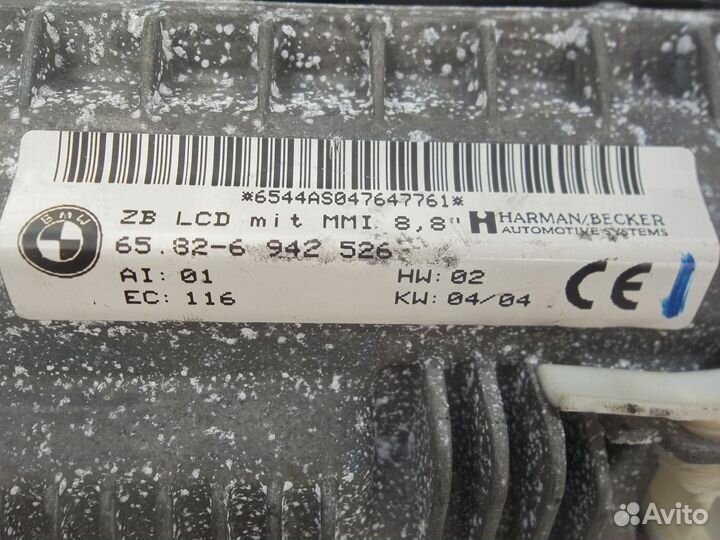 *6544AS047647761*
BMW
ZB LCD mit MMI 8,8"
HARMAN/BECKER
AUTOMOTIVE SYSTEMS
65.82-6 942 526
AI: 01
HW: 02
EC: 116
KW: 04/04
CE
Avito